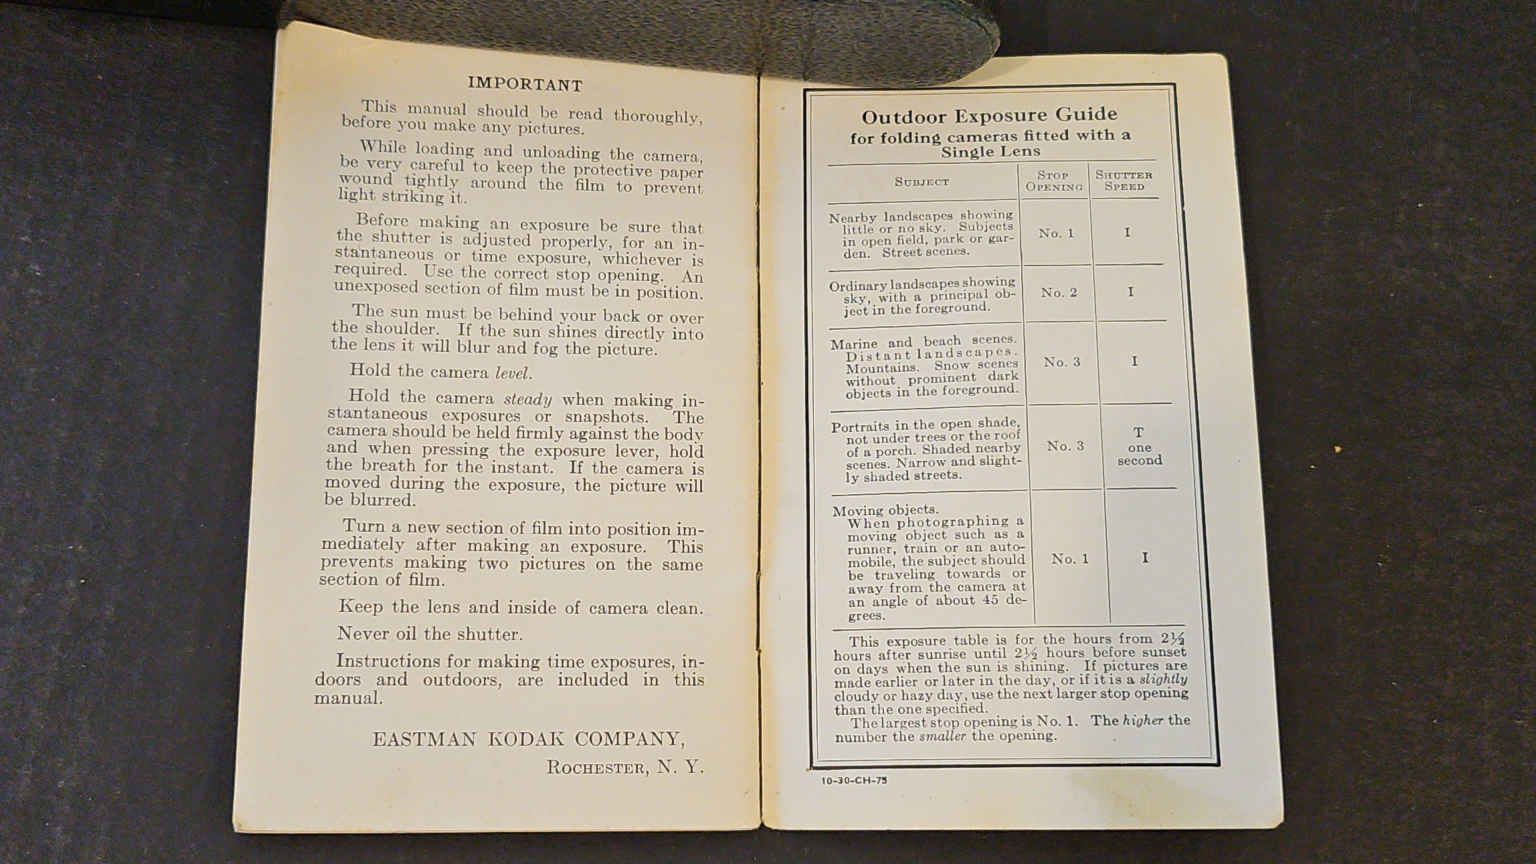 IMPORTANT
This manual should be read thoroughly,
before you make any pictures.
While loading and unloading the camera,
be very careful to keep the protective paper
wound tightly around the film to prevent
light striking it.
Before making an exposure be sure that
the shutter is adjusted properly, for an in-
stantaneous or time exposure, whichever is
required. Use the correct stop opening. An
unexposed section of film must be in position.
The sun must be behind your back or over
the shoulder. If the sun shines directly into
the lens it will blur and fog the picture.
Hold the camera level.
Hold the camera steady when making in-
stantaneous exposures or snapshots. The
camera should be held firmly against the body
and when pressing the exposure lever, hold
the breath for the instant. If the camera is
moved during the exposure, the picture will
be blurred.
Turn a new section of film into position im-
mediately after making an exposure. This
prevents making two pictures on the same
section of film.
Keep the lens and inside of camera clean.
Never oil the shutter.
Instructions for making time exposures, in-
doors and outdoors, are included in this
manual.
EASTMAN KODAK COMPANY,
ROCHESTER, N. Y.
Outdoor Exposure Guide
for folding cameras fitted with a
Single Lens
SUBJECT
STOP
OPENING
SHUTTER
SPEED
Nearby landscapes showing
little or no sky. Subjects
in open field, park or gar-
den. Street scenes.
No. 1
I
Ordinary landscapes showing
sky, with a principal ob-
ject in the foreground.
No. 2
I
Marine and beach scenes.
Distant landscapes.
Mountains. Snow scenes
without prominent dark
objects in the foreground.
No. 3
I
Portraits in the open shade,
not under trees or the roof
of a porch. Shaded nearby
scenes. Narrow and slight-
ly shaded streets.
No. 3
T
one
second
Moving objects.
When photographing a
moving object such as a
runner, train or an auto-
mobile, the subject should
be traveling towards or
away from the camera at
an angle of about 45 de-
grees.
No. 1
I
This exposure table is for the hours from 2½
hours after sunrise until 2½ hours before sunset
on days when the sun is shining. If pictures are
made earlier or later in the day, or if it is a slightly
cloudy or hazy day, use the next larger stop opening
than the one specified.
The largest stop opening is No. 1. The higher the
number the smaller the opening.
10-30-CH-75